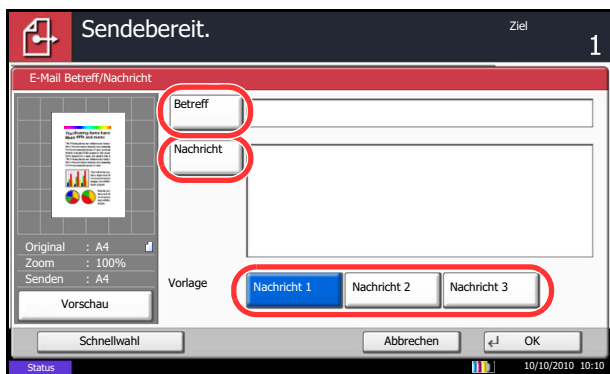 Sendebereit.
Ziel
1
E-Mail Betreff/Nachricht
Betreff
Nachricht
Original : A4
Zoom : 100%
Senden : A4
Vorschau
Vorlage
Nachricht 1
Nachricht 2
Nachricht 3
Schnellwahl
Abbrechen
OK
Status
10/10/2010 10:10